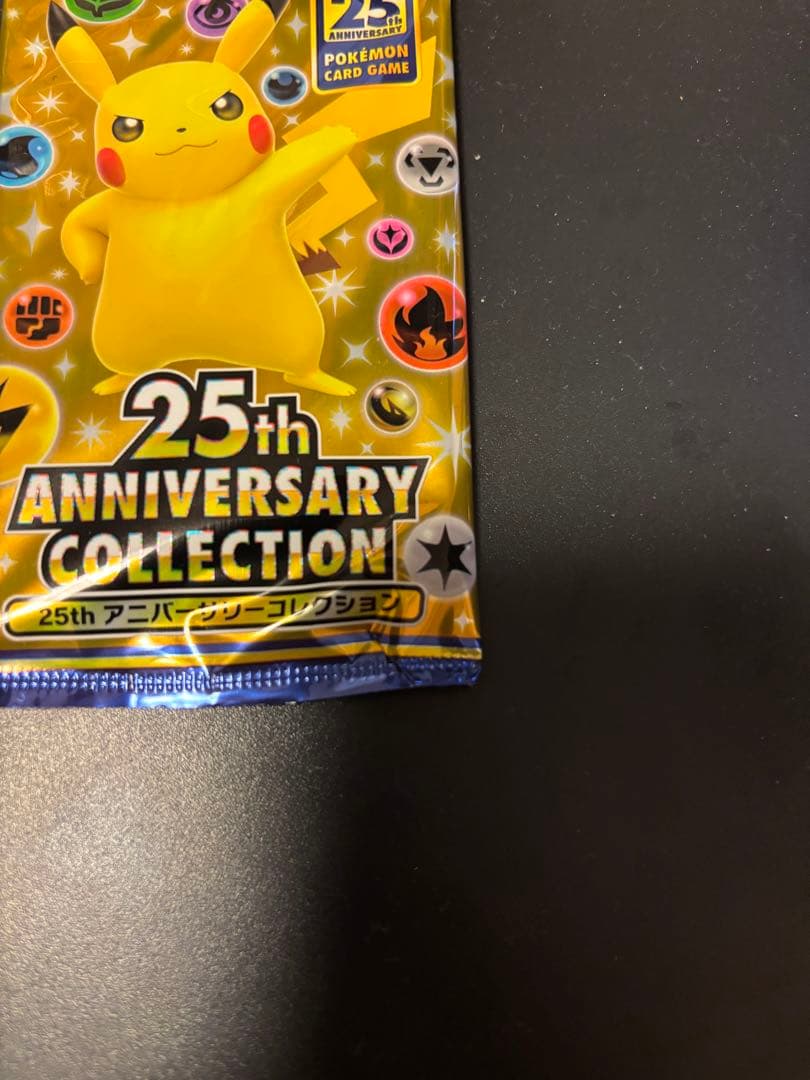 25th
ANNIVERSARY
POKÉMON
CARD GAME
25th
ANNIVERSARY
COLLECTION
25th アニバーサリーコレクション